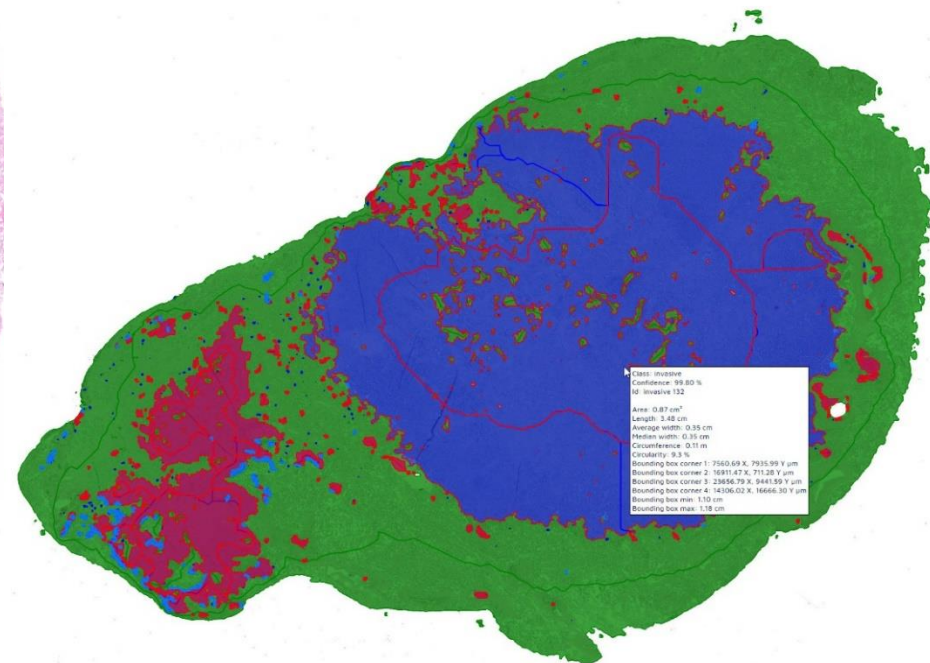 Class: invasive
Confidence: 99.80 %
Id: invasive 132
Area: 0.87 cm²
Length: 3.48 cm
Average width: 0.35 cm
Median width: 0.35 cm
Circumference: 0.11 m
Circularity: 9.3 %
Bounding box corner 1: 7560.69 X, 7935.99 Y µm
Bounding box corner 2: 16911.47 X, 711.28 Y µm
Bounding box corner 3: 23656.79 X, 9441.59 Y µm
Bounding box corner 4: 14306.02 X, 16666.30 Y µm
Bounding box min: 1.10 cm
Bounding box max: 1.18 cm